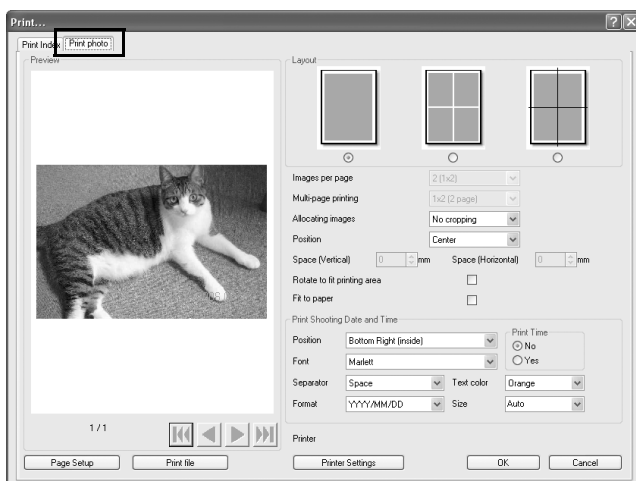 Print...
Print Index
Print photo
Preview
1 / 1
Page Setup
Print file
Layout
Images per page
2 (1x2)
Multi-page printing
1x2 (2 page)
Allocating images
No cropping
Position
Center
Space (Vertical)
0
mm
Space (Horizontal)
0
mm
Rotate to fit printing area
Fit to paper
Print Shooting Date and Time
Position
Bottom Right (inside)
Print Time
No
Yes
Font
Marlett
Separator
Space
Text color
Orange
Format
YYYY/MM/DD
Size
Auto
Printer
Printer Settings
OK
Cancel